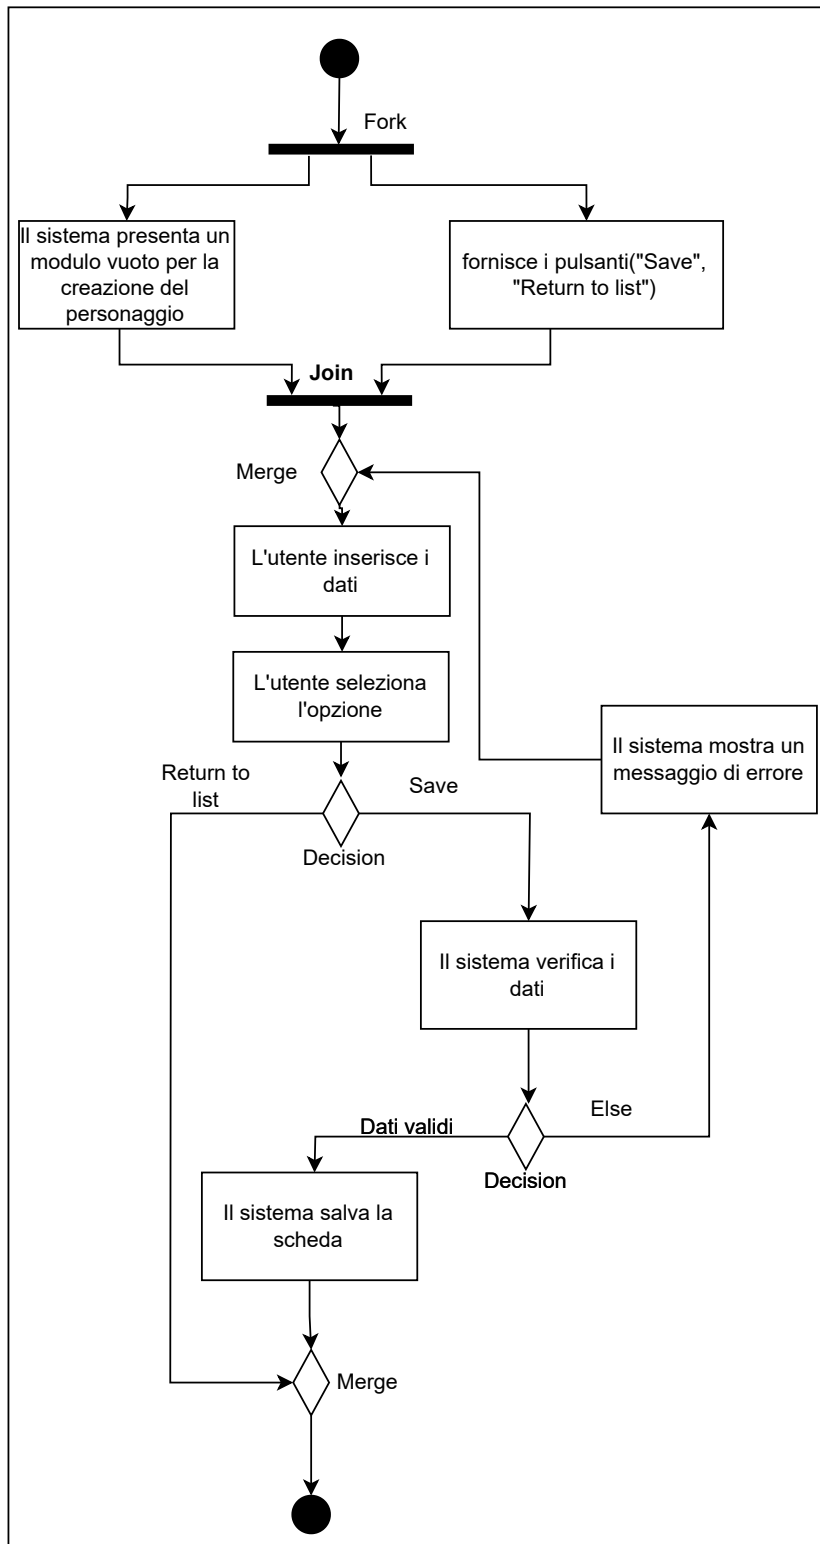 Fork
Il sistema presenta un
modulo vuoto per la
creazione del
personaggio
fornisce i pulsanti("Save",
"Return to list")
Join
Merge
L'utente inserisce i
dati
L'utente seleziona
l'opzione
Il sistema mostra un
messaggio di errore
Return to
list
Save
Decision
Il sistema verifica i
dati
Dati validi
Else
Decision
Il sistema salva la
scheda
Merge